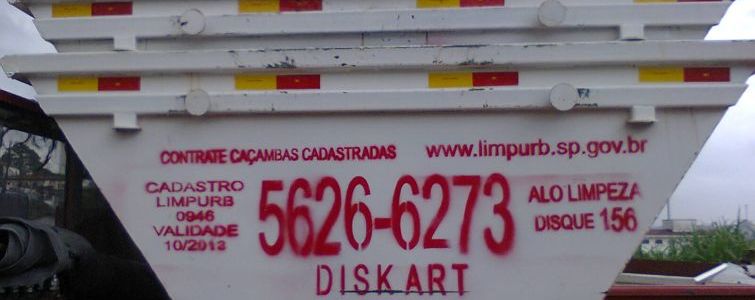 CONTRATE CAÇAMBAS CADASTRADAS
www.limpurb.sp.gov.br
CADASTRO
LIMPURB
0946
VALIDADE
10/2013
5626-6273
ALO LIMPEZA
DISQUE 156
DISKART